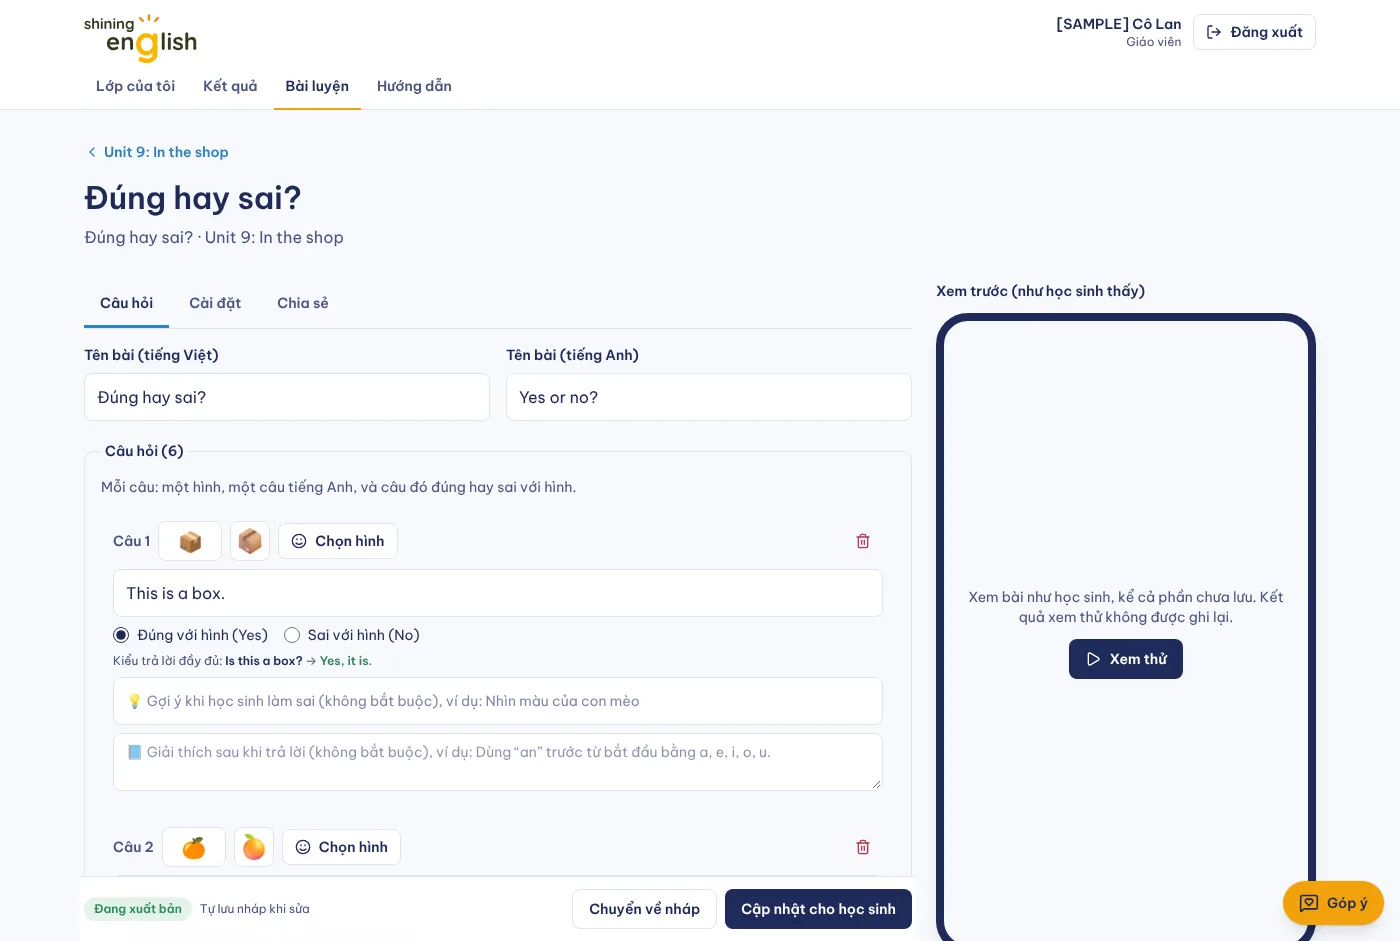 shining
english
[SAMPLE] Cô Lan
Giáo viên
Đăng xuất
Lớp của tôi
Kết quả
Bài luyện
Hướng dẫn
Unit 9: In the shop
Đúng hay sai?
Đúng hay sai? · Unit 9: In the shop
Câu hỏi
Cài đặt
Chia sẻ
Tên bài (tiếng Việt)
Tên bài (tiếng Anh)
Đúng hay sai?
Yes or no?
Câu hỏi (6)
Mỗi câu: một hình, một câu tiếng Anh, và câu đó đúng hay sai với hình.
Câu 1
Chọn hình
This is a box.
Đúng với hình (Yes)
Sai với hình (No)
Kiểu trả lời đầy đủ: Is this a box? → Yes, it is.
Gợi ý khi học sinh làm sai (không bắt buộc), ví dụ: Nhìn màu của con mèo
Giải thích sau khi trả lời (không bắt buộc), ví dụ: Dùng “an” trước từ bắt đầu bằng a, e, i, o, u.
Câu 2
Chọn hình
Đang xuất bản
Tự lưu nháp khi sửa
Chuyển về nháp
Cập nhật cho học sinh
Xem trước (như học sinh thấy)
Xem bài như học sinh, kể cả phần chưa lưu. Kết
quả xem thử không được ghi lại.
Xem thử
Góp ý